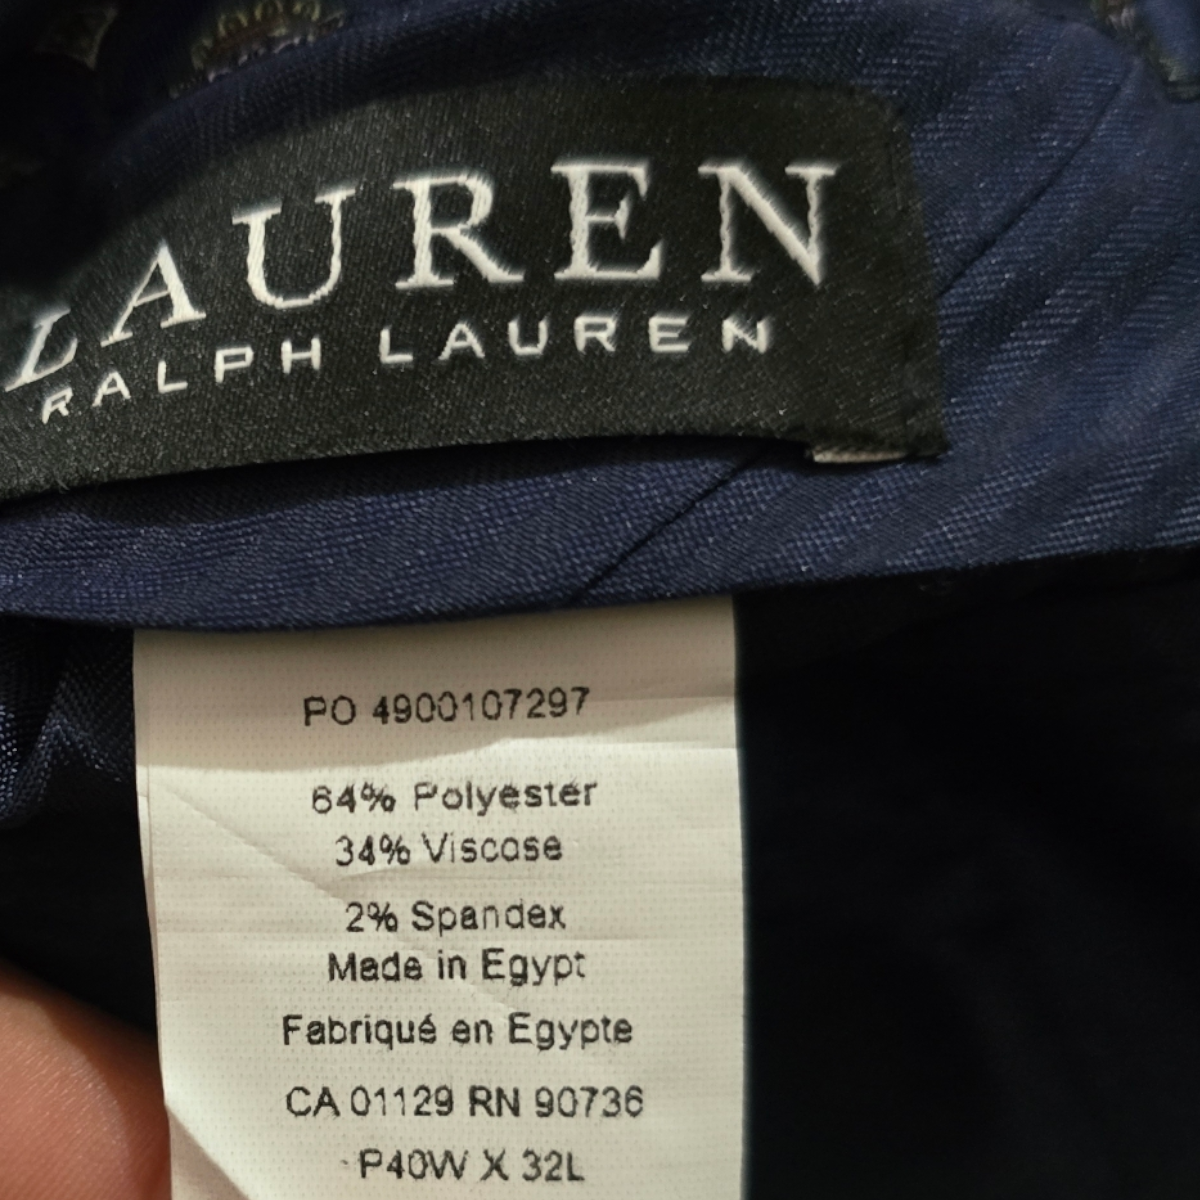 LAUREN
RALPH LAUREN
PO 4900107297
64% Polyester
34% Viscose
2% Spandex
Made in Egypt
Fabriqué en Egypte
CA 01129 RN 90736
P40W X 32L